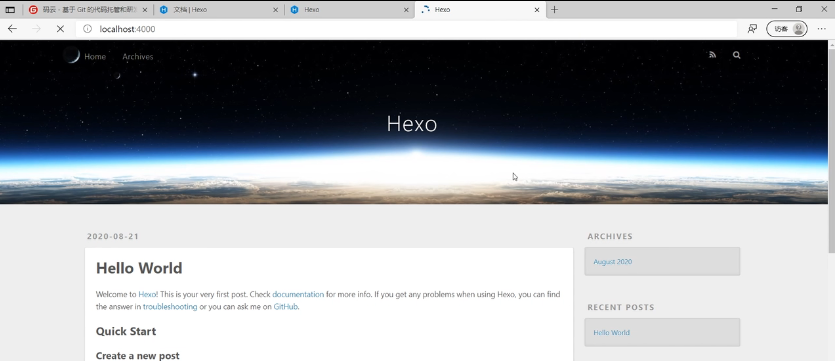 码云 - 基于 Git 的代码托管和研发
文档 | Hexo
Hexo
Hexo
localhost:4000
访客
Home
Archives
Hexo
2020-08-21
Hello World
Welcome to Hexo! This is your very first post. Check documentation for more info. If you get any problems when using Hexo, you can find
the answer in troubleshooting or you can ask me on GitHub.
Quick Start
Create a new post
ARCHIVES
August 2020
RECENT POSTS
Hello World